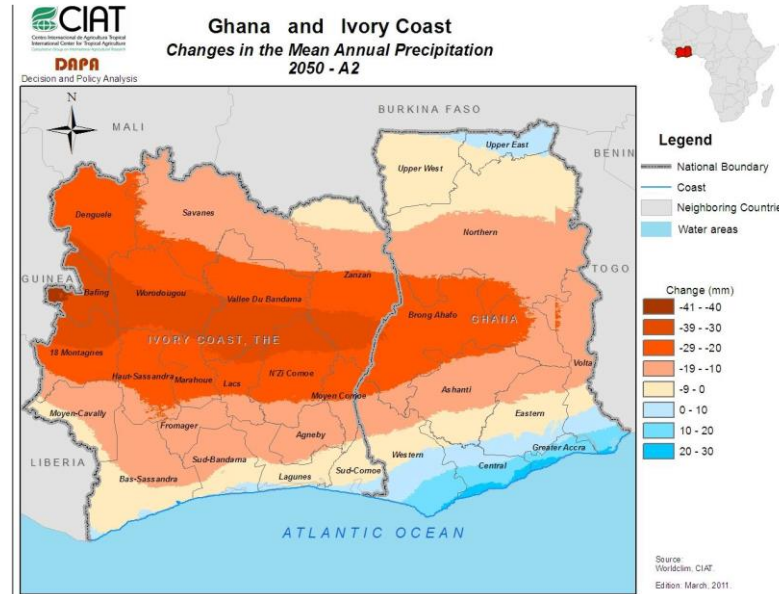 CIAT
Centro Internacional de Agricultura Tropical
International Center for Tropical Agriculture
DAPA
Decision and Policy Analysis
Ghana and Ivory Coast
Changes in the Mean Annual Precipitation
2050 - A2
N
MALI
BURKINA FASO
BENIN
Upper East
Upper West
Denguele
Savanes
Northern
GUINEA
TOGO
Zanzan
Bafing
Worodougou
Vallee Du Bandama
Brong Ahafo
GHANA
IVORY COAST, THE
18 Montagnes
Volta
Haut-Sassandra
Marahoue
Lacs
N'Zi Comoe
Moyen Comoe
Ashanti
Moyen-Cavally
Eastern
Fromager
Agneby
LIBERIA
Sud-Bandama
Western
Greater Accra
Bas-Sassandra
Lagunes
Sud-Comoe
Central
ATLANTIC OCEAN
Legend
National Boundary
Coast
Neighboring Countrie
Water areas
Change (mm)
-41 - -40
-39 - -30
-29 - -20
-19 - -10
-9 - 0
0 - 10
10 - 20
20 - 30
Source:
Worldclim, CIAT.
Edition: March, 2011.